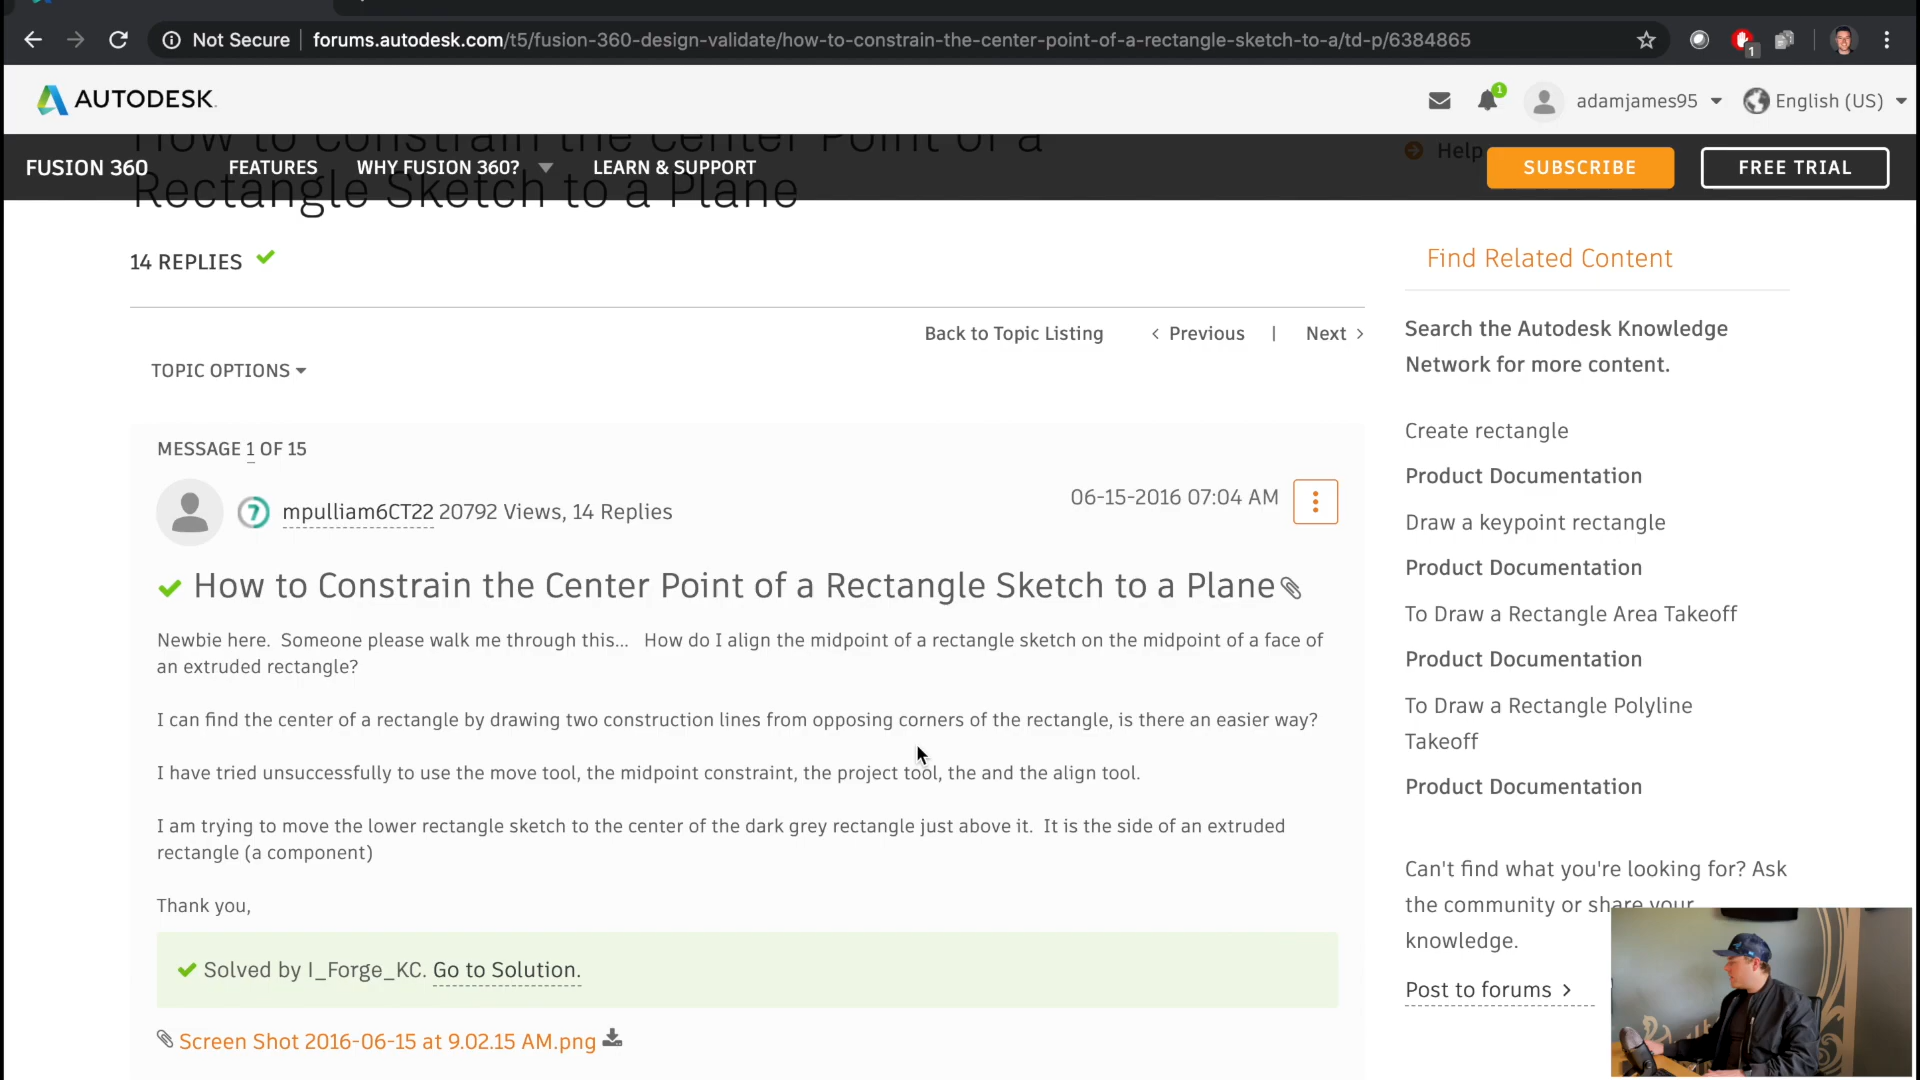 Not Secure
forums.autodesk.com/t5/fusion-360-design-validate/how-to-constrain-the-center-point-of-a-rectangle-sketch-to-a/td-p/6384865
1
AUTODESK
1
adamjames95
English (US)
How to Constrain the Center Point of a
Rectangle Sketch to a Plane
FUSION 360
FEATURES
WHY FUSION 360?
LEARN & SUPPORT
Help
SUBSCRIBE
FREE TRIAL
14 REPLIES
Back to Topic Listing
‹ Previous
|
Next ›
TOPIC OPTIONS
MESSAGE 1 OF 15
7
mpulliam6CT22 20792 Views, 14 Replies
06-15-2016 07:04 AM
How to Constrain the Center Point of a Rectangle Sketch to a Plane
Newbie here.  Someone please walk me through this...   How do I align the midpoint of a rectangle sketch on the midpoint of a face of
an extruded rectangle?
I can find the center of a rectangle by drawing two construction lines from opposing corners of the rectangle, is there an easier way?
I have tried unsuccessfully to use the move tool, the midpoint constraint, the project tool, the and the align tool.
I am trying to move the lower rectangle sketch to the center of the dark grey rectangle just above it.  It is the side of an extruded
rectangle (a component)
Thank you,
Solved by I_Forge_KC. Go to Solution.
Screen Shot 2016-06-15 at 9.02.15 AM.png
Find Related Content
Search the Autodesk Knowledge
Network for more content.
Create rectangle
Product Documentation
Draw a keypoint rectangle
Product Documentation
To Draw a Rectangle Area Takeoff
Product Documentation
To Draw a Rectangle Polyline
Takeoff
Product Documentation
Can't find what you're looking for? Ask
the community or share your
knowledge.
Post to forums ›